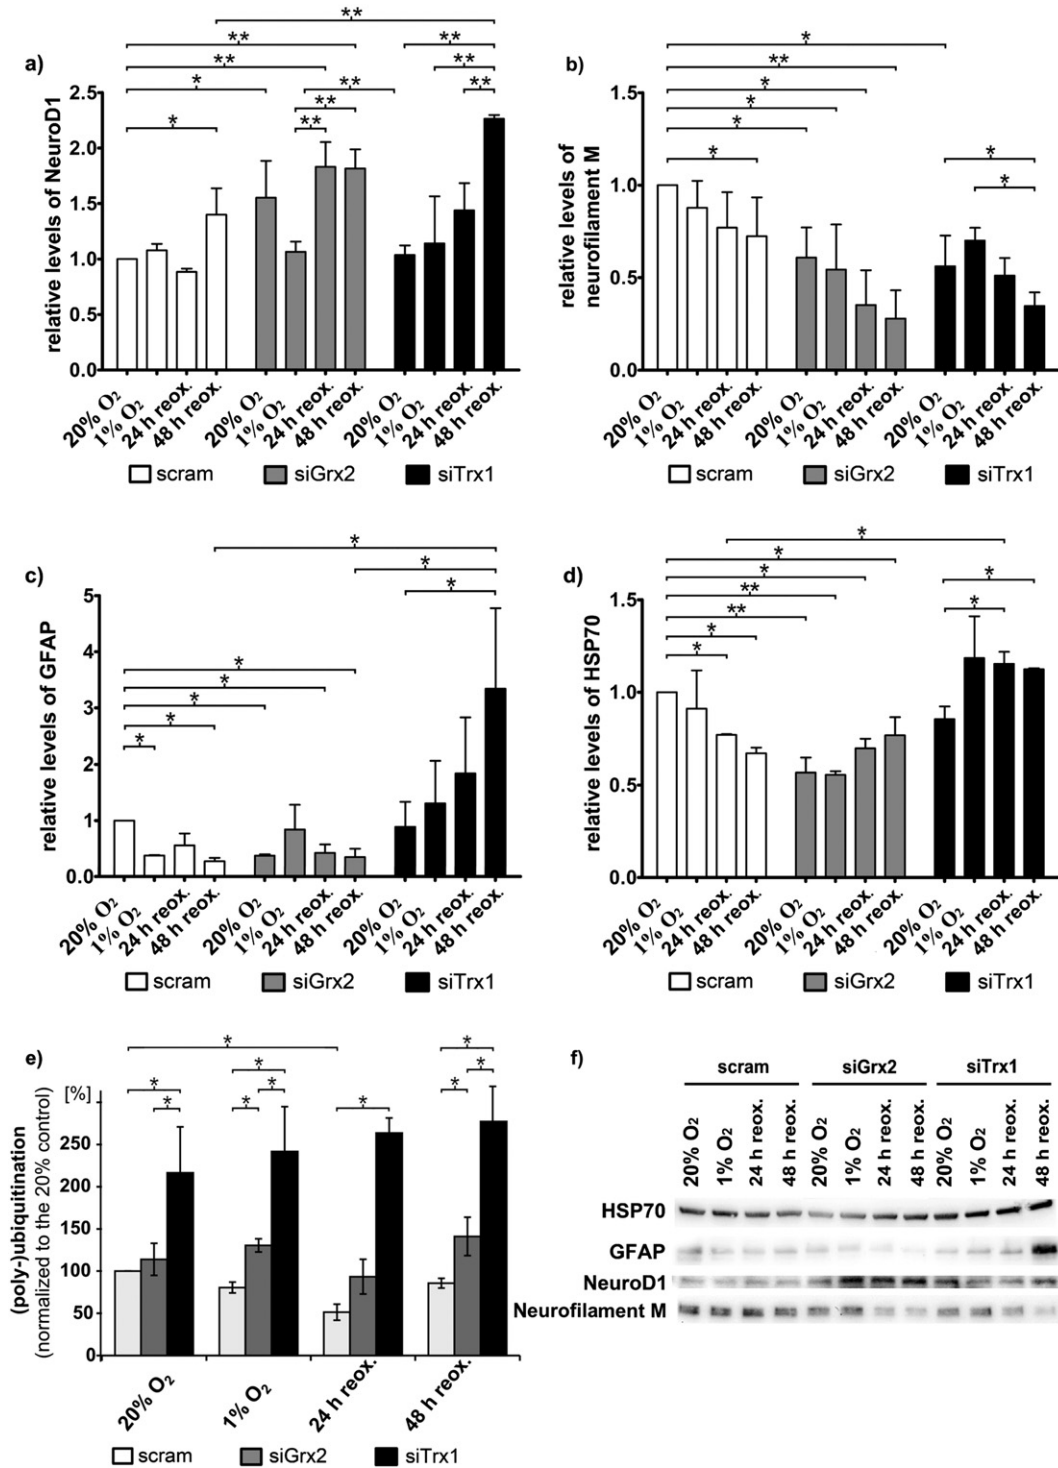 a)
relative levels of NeuroD1
** ** ** ** * ** ** ** ** ** ** *
2.5
2.0
1.5
1.0
0.5
0.0
20% O2 1% O2 24 h reox. 48 h reox. 20% O2 1% O2 24 h reox. 48 h reox. 20% O2 1% O2 24 h reox. 48 h reox.
scram siGrx2 siTrx1
b)
relative levels of
neurofilament M
* ** * * * * * *
1.5
1.0
0.5
0.0
20% O2 1% O2 24 h reox. 48 h reox. 20% O2 1% O2 24 h reox. 48 h reox. 20% O2 1% O2 24 h reox. 48 h reox.
scram siGrx2 siTrx1
c)
relative levels of GFAP
* * * * * * * *
5
4
3
2
1
0.0
20% O2 1% O2 24 h reox. 48 h reox. 20% O2 1% O2 24 h reox. 48 h reox. 20% O2 1% O2 24 h reox. 48 h reox.
scram siGrx2 siTrx1
d)
relative levels of HSP70
* * * ** ** * * * *
1.5
1.0
0.5
0.0
20% O2 1% O2 24 h reox. 48 h reox. 20% O2 1% O2 24 h reox. 48 h reox. 20% O2 1% O2 24 h reox. 48 h reox.
scram siGrx2 siTrx1
e)
(poly-)ubiquitination
(normalized to the 20% control)
[%]
* * * * * * * * * *
250
200
150
100
50
0
20% O2 1% O2 24 h reox. 48 h reox.
scram siGrx2 siTrx1
f)
scram siGrx2 siTrx1
20% O2 1% O2 24 h reox. 48 h reox. 20% O2 1% O2 24 h reox. 48 h reox. 20% O2 1% O2 24 h reox. 48 h reox.
HSP70
GFAP
NeuroD1
Neurofilament M